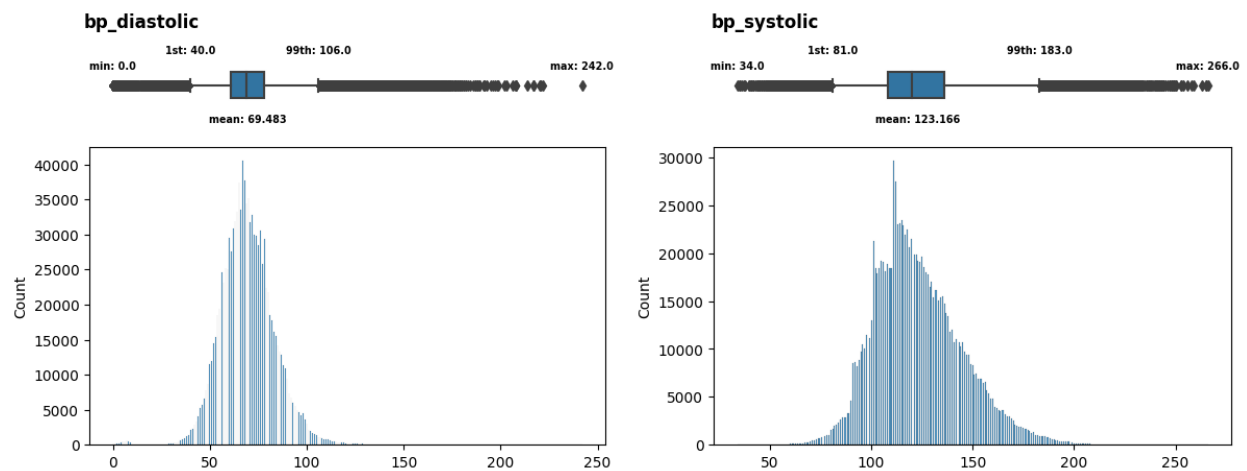 bp_diastolic
1st: 40.0 99th: 106.0
min: 0.0 max: 242.0
mean: 69.483
40000
35000
30000
25000
20000
15000
10000
5000
0
Count
0 50 100 150 200 250
bp_systolic
1st: 81.0 99th: 183.0
min: 34.0 max: 266.0
mean: 123.166
30000
25000
20000
15000
10000
5000
0
Count
50 100 150 200 250